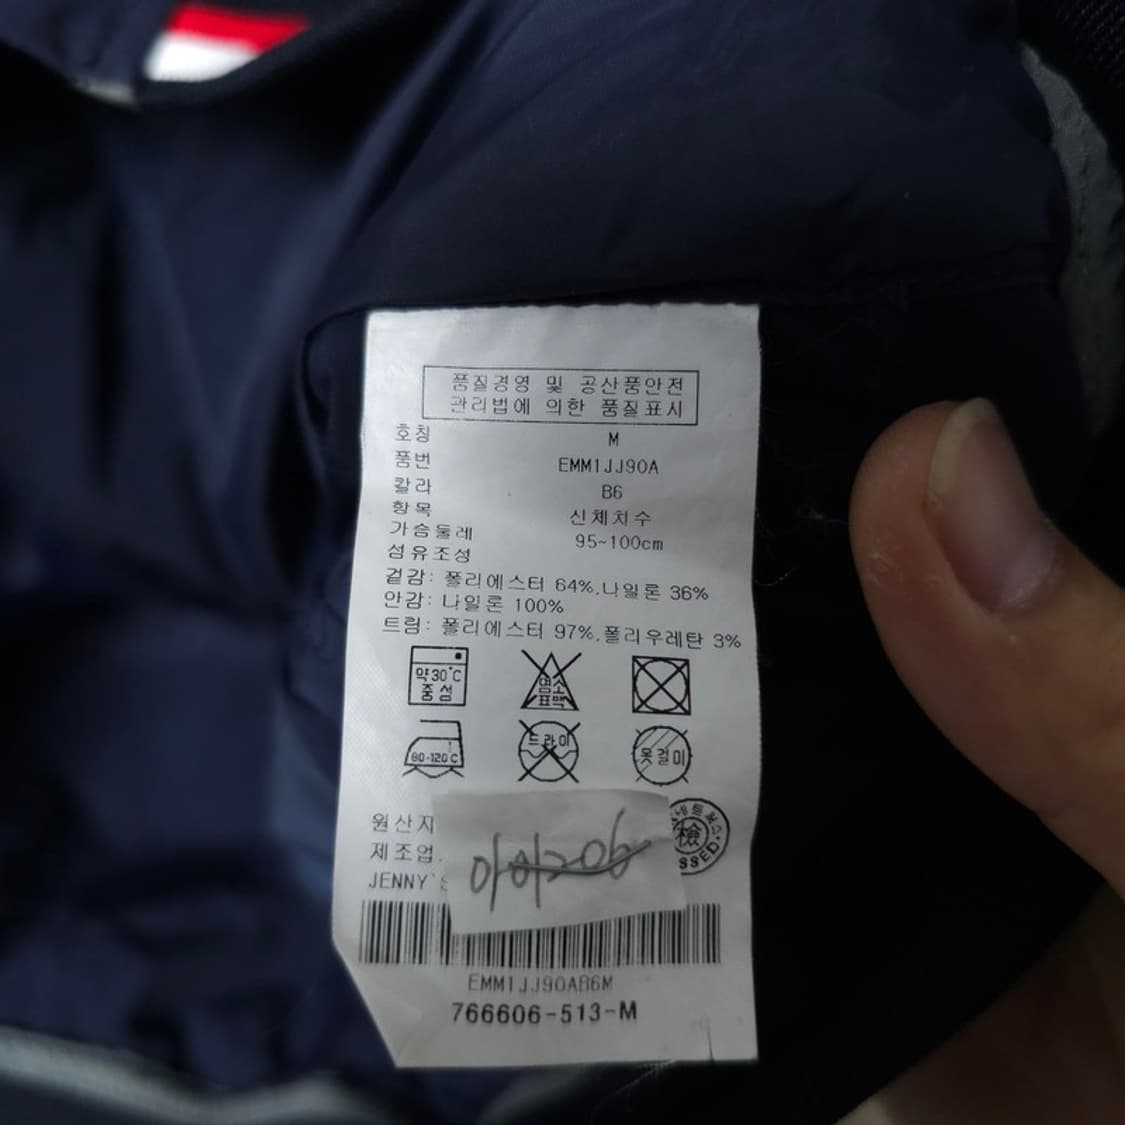 품질경영 및 공산품안전
관리법에 의한 품질표시
호칭 M
품번 EMM1JJ90A
칼라 B6
항목 신체치수
가슴둘레 95~100cm
섬유조성
겉감: 폴리에스터 64%,나일론 36%
안감: 나일론 100%
트림: 폴리에스터 97%,폴리우레탄 3%
약30℃
중성
염소
표백
80-120℃
드라이
옷걸이
원산지
제조업
檢
JENNY'S
EMM1JJ90AB6M
766606-513-M